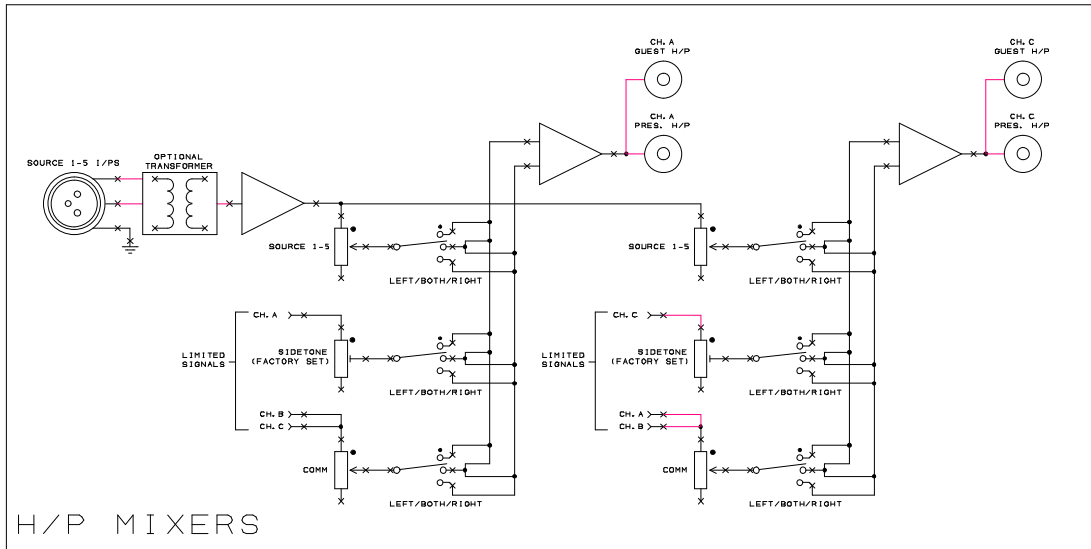 CH. A
GUEST H/P
CH. C
GUEST H/P
CH. A
PRES. H/P
CH. C
PRES. H/P
SOURCE 1-5 I/PS
OPTIONAL
TRANSFORMER
SOURCE 1-5
LEFT/BOTH/RIGHT
SOURCE 1-5
LEFT/BOTH/RIGHT
CH. A
LIMITED
SIGNALS
SIDETONE
(FACTORY SET)
LEFT/BOTH/RIGHT
CH. C
LIMITED
SIGNALS
SIDETONE
(FACTORY SET)
LEFT/BOTH/RIGHT
CH. B
CH. C
COMM
LEFT/BOTH/RIGHT
CH. A
CH. B
COMM
LEFT/BOTH/RIGHT
H/P MIXERS